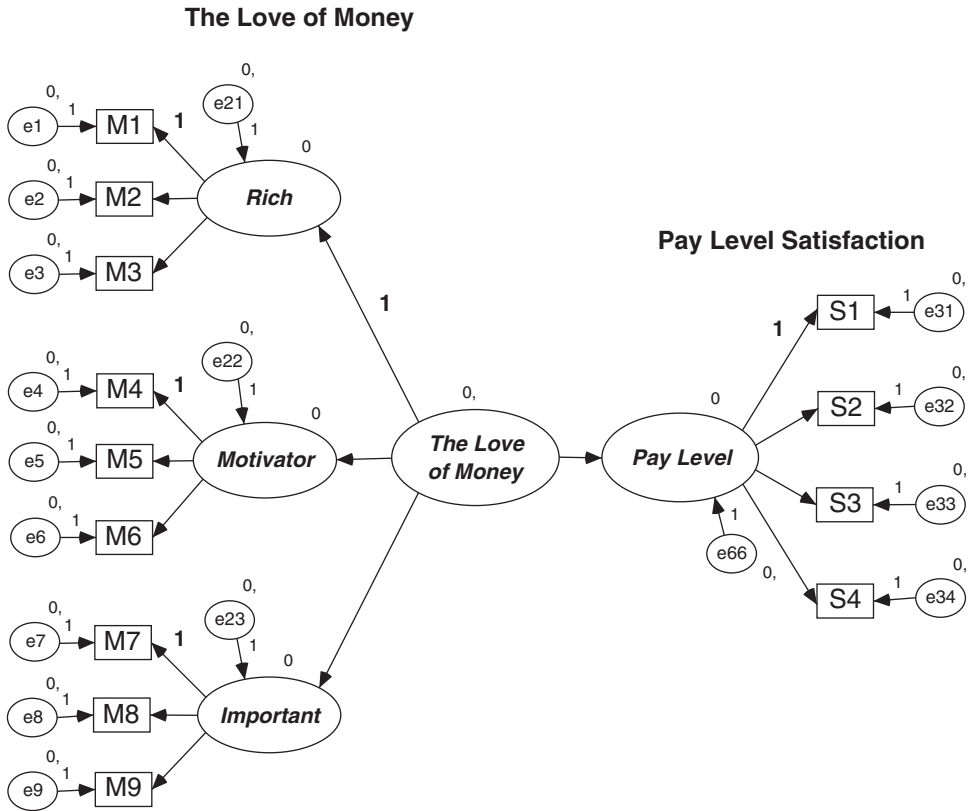 The Love of Money
0,
e1
1
M1
1
0,
e21
1
0
Rich
0,
e2
1
M2
0,
e3
1
M3
1
Pay Level Satisfaction
0,
e4
1
M4
1
0,
e22
1
0
Motivator
0,
e5
1
M5
0,
e6
1
M6
0,
The Love
of Money
0
Pay Level
1
e66
0,
1
S1
1
0,
e31
S2
1
0,
e32
S3
1
0,
e33
S4
1
0,
e34
0,
e7
1
M7
1
0,
e23
1
0
Important
0,
e8
1
M8
0,
e9
1
M9